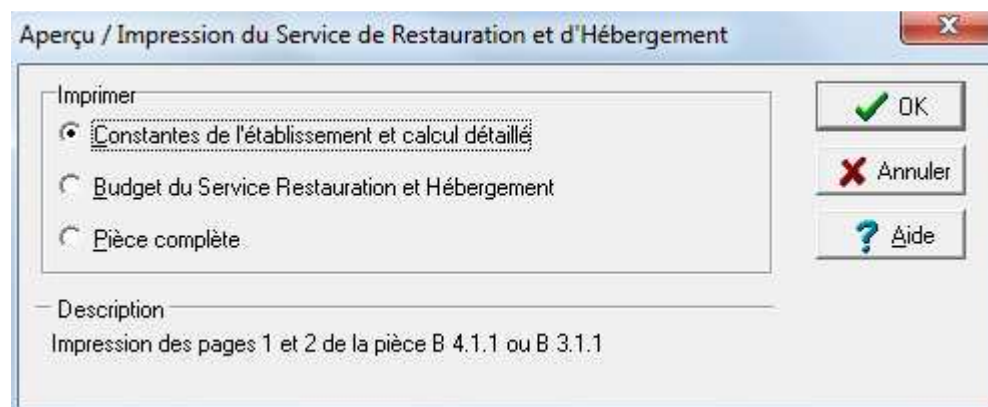 Aperçu / Impression du Service de Restauration et d'Hébergement
Imprimer
Constantes de l'établissement et calcul détaillé
Budget du Service Restauration et Hébergement
Pièce complète
OK
Annuler
Aide
Description
Impression des pages 1 et 2 de la pièce B 4.1.1 ou B 3.1.1